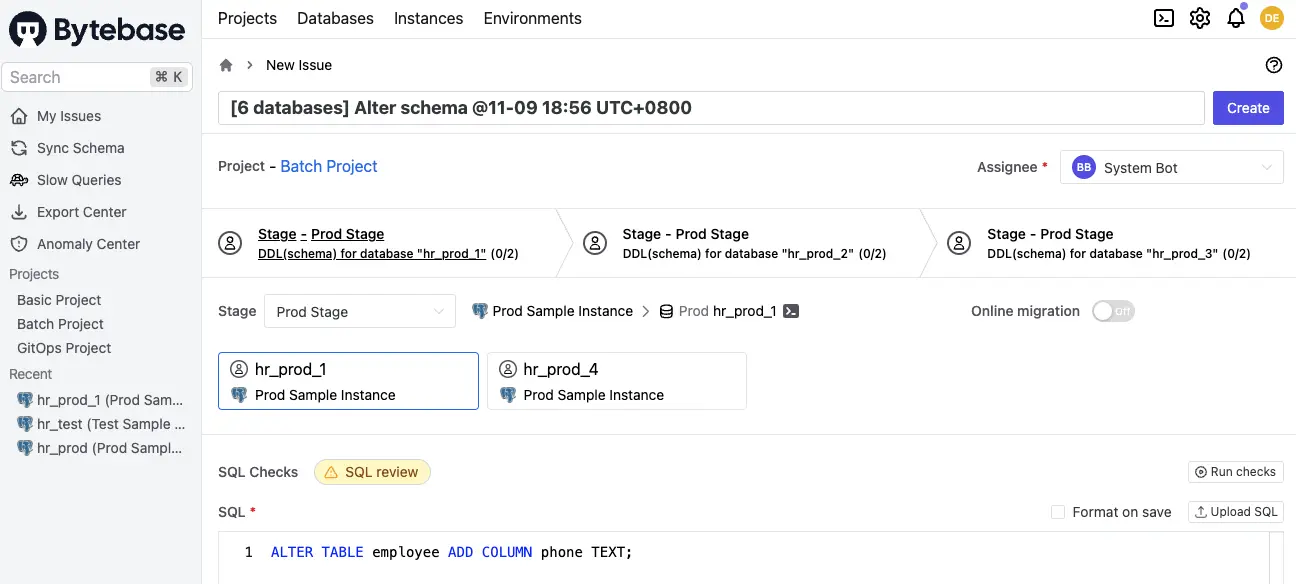 Bytebase
Projects Databases Instances Environments
DE
Search ⌘ K
New Issue
[6 databases] Alter schema @11-09 18:56 UTC+0800
Create
My Issues
Sync Schema
Slow Queries
Export Center
Anomaly Center
Projects
Basic Project
Batch Project
GitOps Project
Recent
hr_prod_1 (Prod Sam...
hr_test (Test Sample ...
hr_prod (Prod Sampl...
Project - Batch Project
Assignee * BB System Bot
Stage - Prod Stage
DDL(schema) for database "hr_prod_1" (0/2)
Stage - Prod Stage
DDL(schema) for database "hr_prod_2" (0/2)
Stage - Prod Stage
DDL(schema) for database "hr_prod_3" (0/2)
Stage Prod Stage Prod Sample Instance > Prod hr_prod_1
Online migration Off
hr_prod_1
Prod Sample Instance
hr_prod_4
Prod Sample Instance
SQL Checks SQL review
Run checks
SQL *
Format on save Upload SQL
1 ALTER TABLE employee ADD COLUMN phone TEXT;